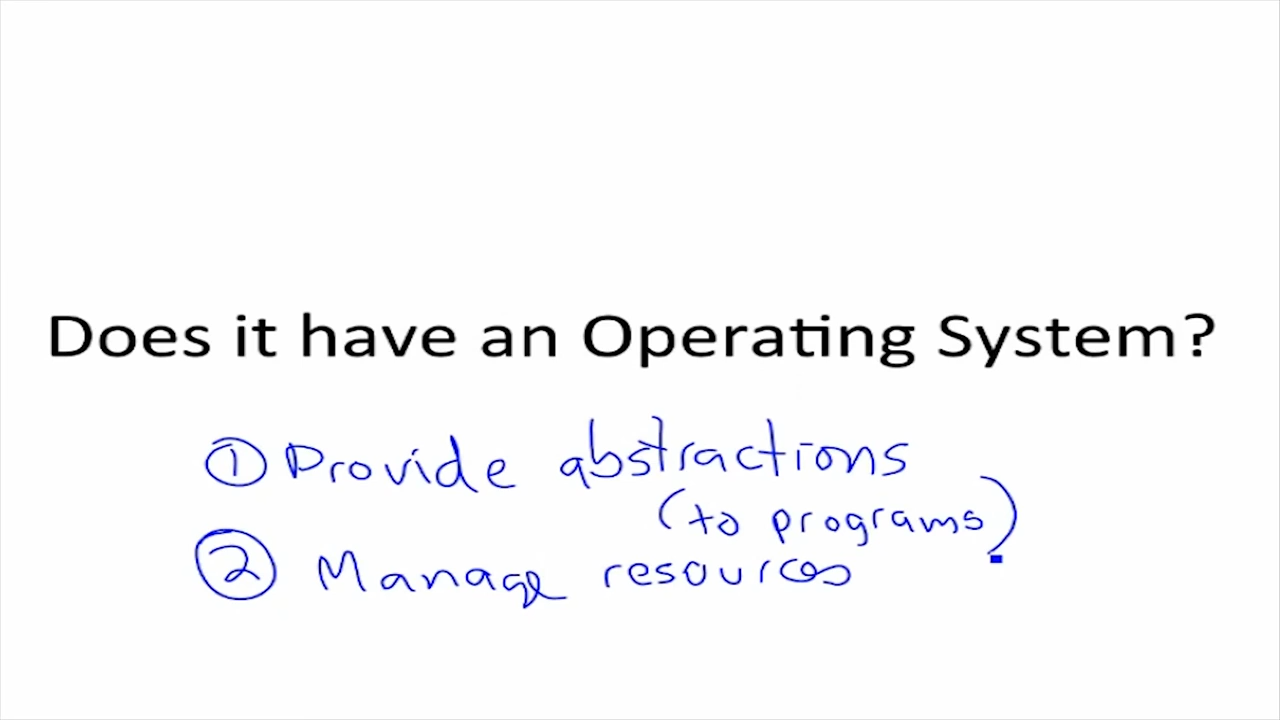 Does it have an Operating System?
① Provide abstractions
(to programs)
② Manage resources